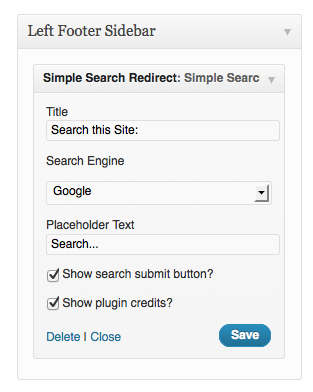 Left Footer Sidebar
Simple Search Redirect: Simple Searc
Title
Search this Site:
Search Engine
Google
Placeholder Text
Search...
Show search submit button?
Show plugin credits?
Delete | Close
Save